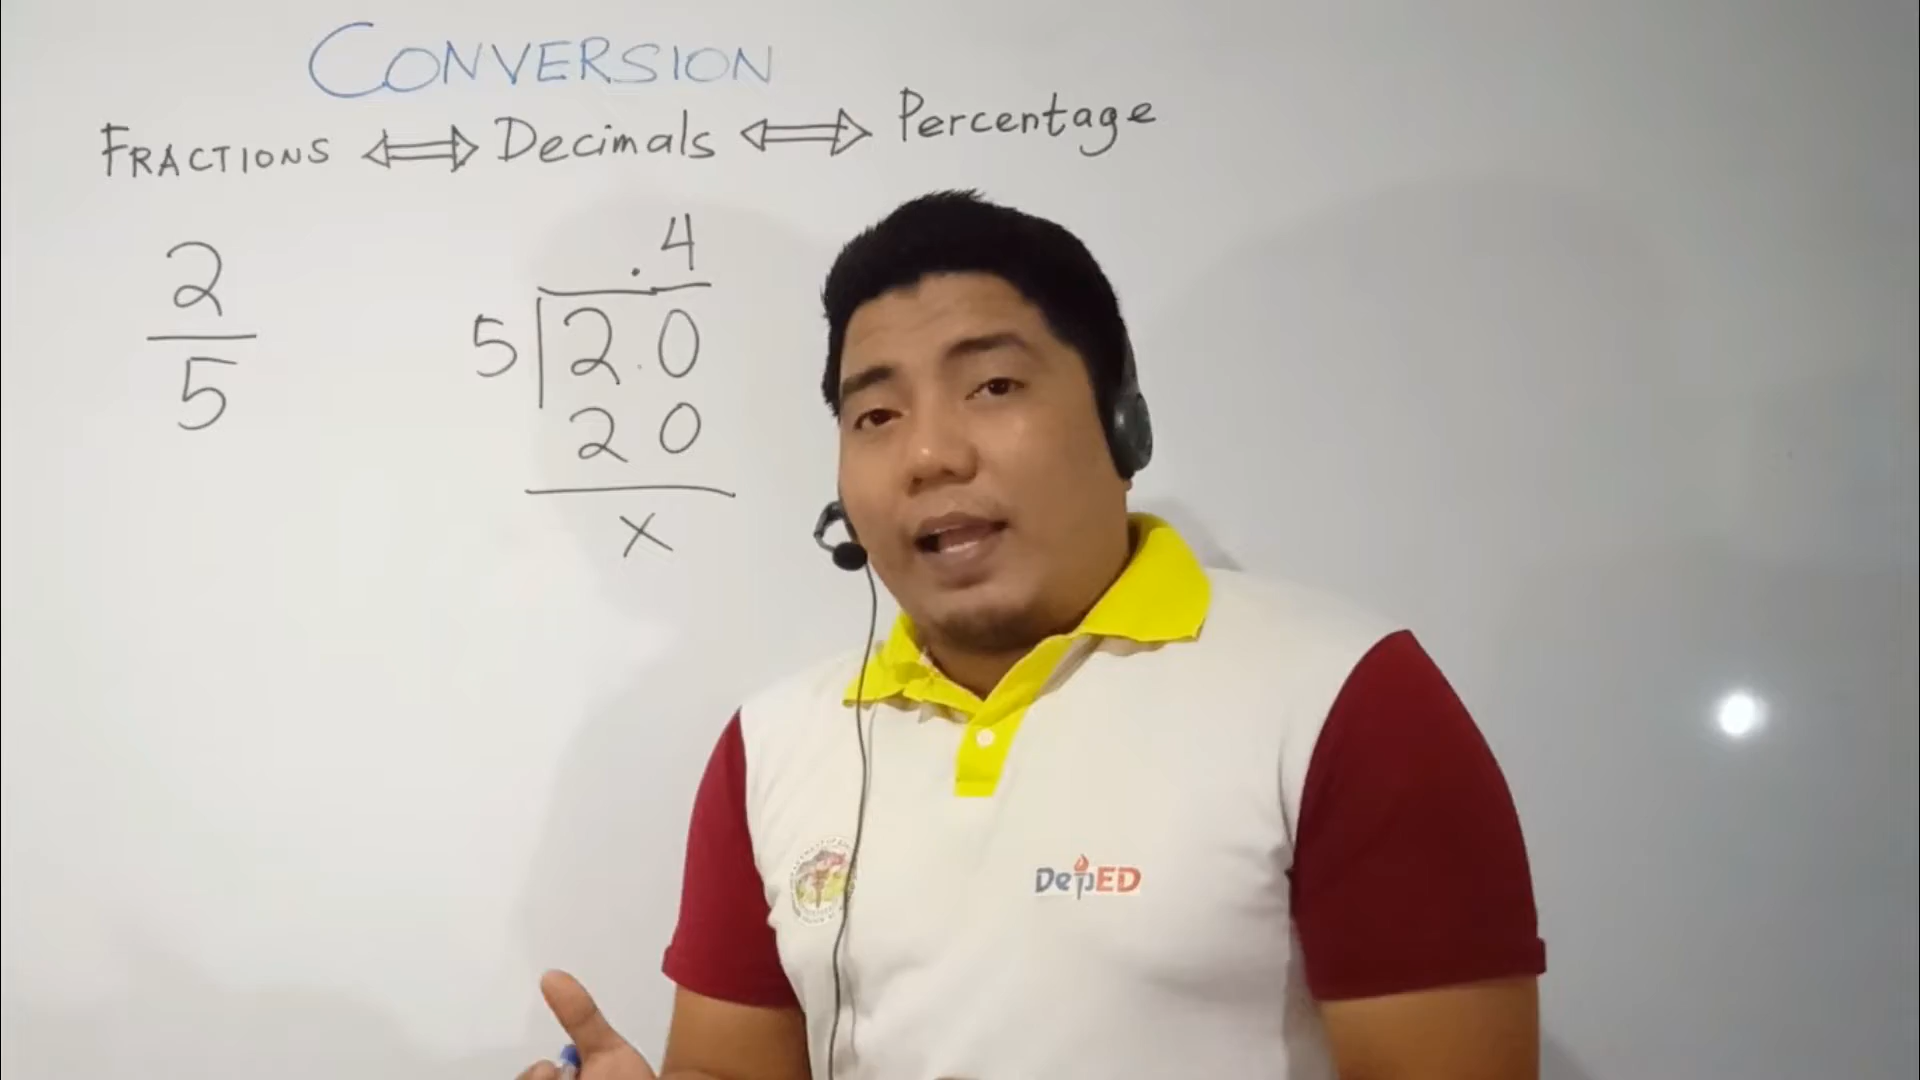 CONVERSION
FRACTIONS ⟺ Decimals ⟺ Percentage
2
5
.4
5 2.0
20
x
DepED